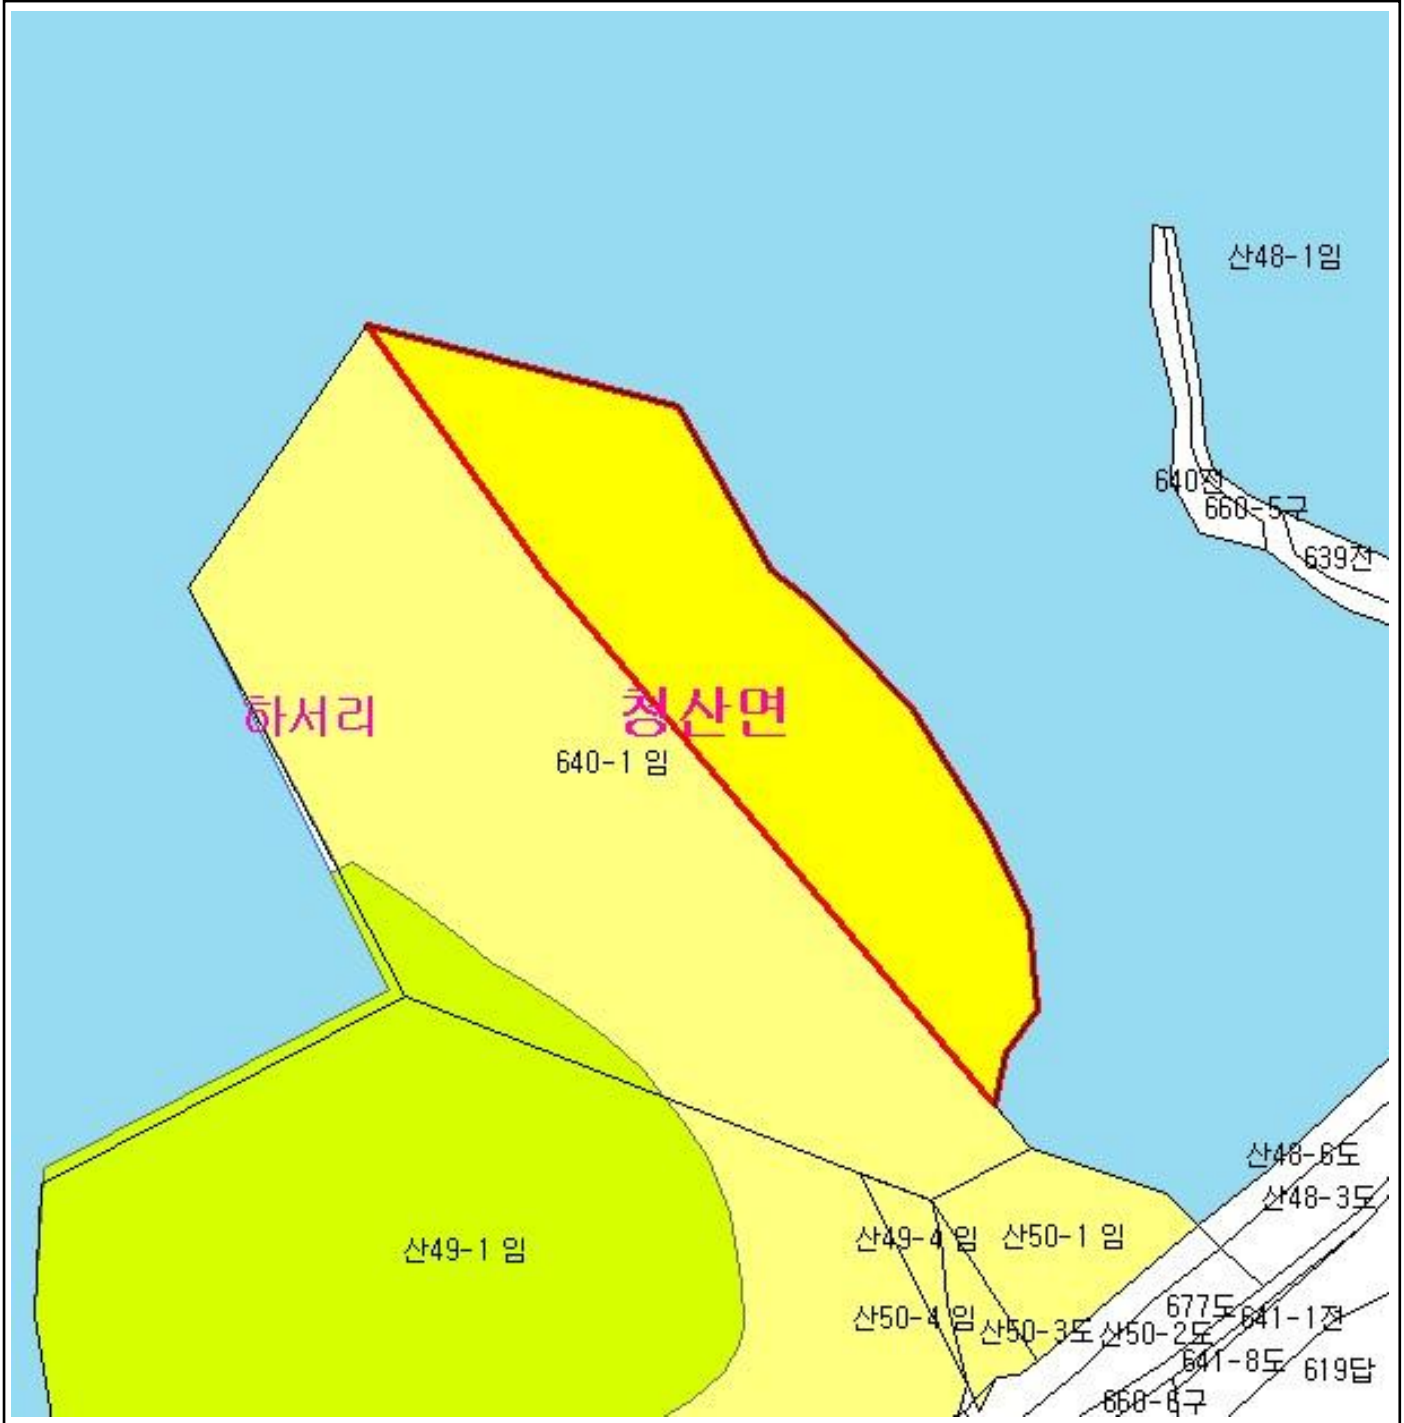 산48-1임
640전
660-5구
639전
하서리
청산면
640-1 임
산48-6도
산48-3도
산49-4 임
산50-1 임
산49-1 임
산50-4 임
산50-3도
산50-2도
677도
641-1전
641-8도
619답
660-6구